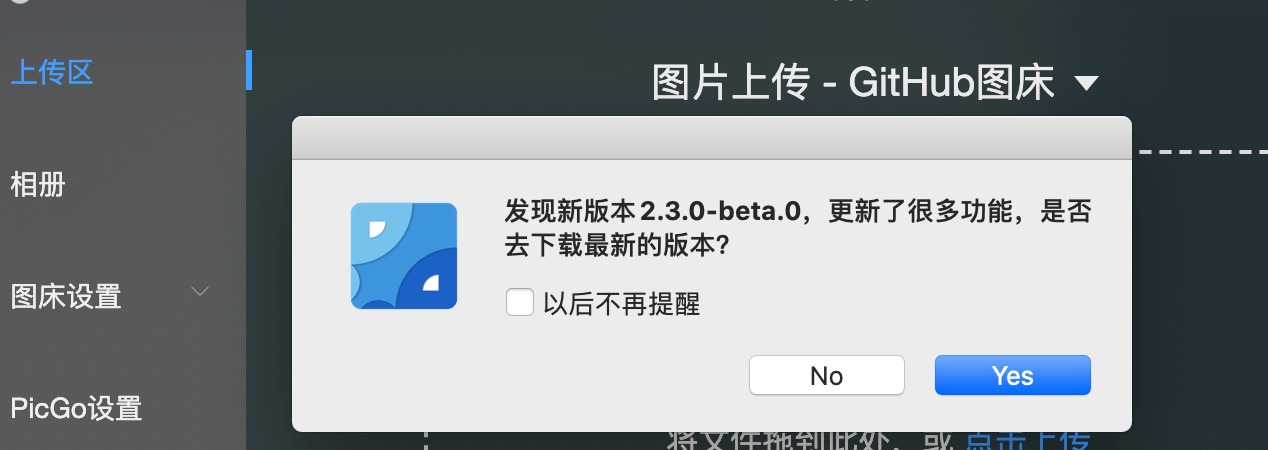 上传区
图片上传 - GitHub图床
相册
发现新版本2.3.0-beta.0，更新了很多功能，是否
去下载最新的版本？
以后不再提醒
图床设置
No
Yes
PicGo设置
将文件拖到此处，或 点击上传